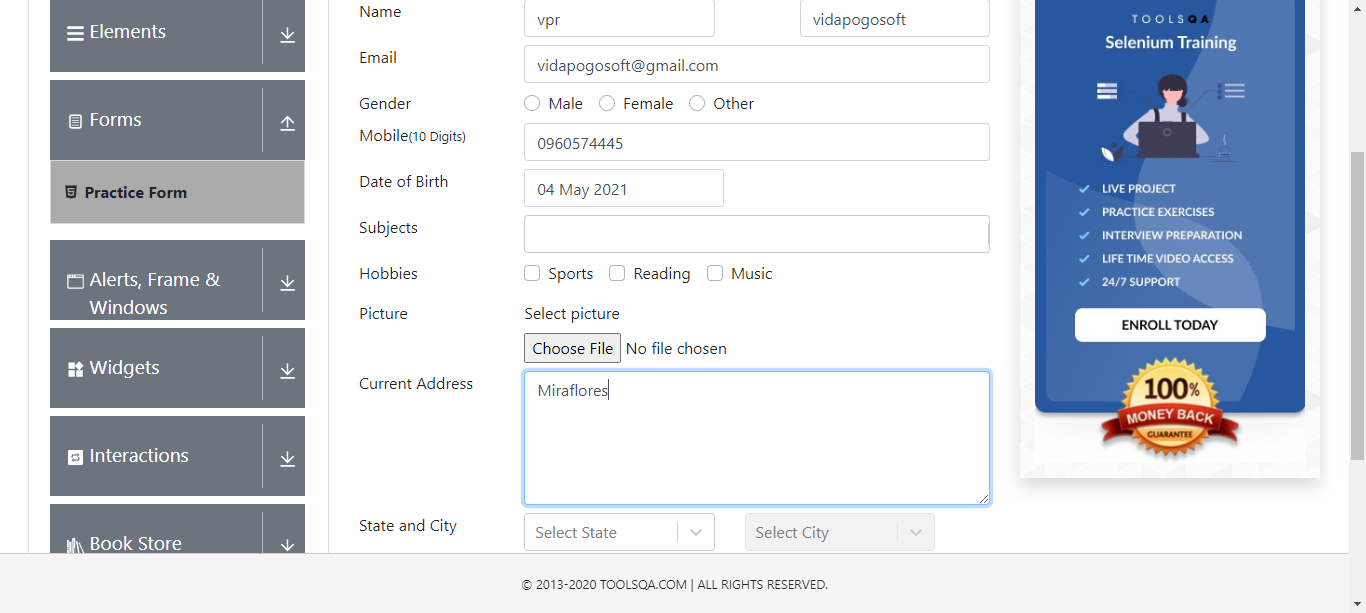 Elements
Forms
Practice Form
Alerts, Frame &
Windows
Widgets
Interactions
Book Store
Name
vpr
vidapogosoft
Email
vidapogosoft@gmail.com
Gender
Male
Female
Other
Mobile(10 Digits)
0960574445
Date of Birth
04 May 2021
Subjects
Hobbies
Sports
Reading
Music
Picture
Select picture
Choose File No file chosen
Current Address
Miraflores
State and City
Select State
Select City
TOOLSQA
Selenium Training
LIVE PROJECT
PRACTICE EXERCISES
INTERVIEW PREPARATION
LIFE TIME VIDEO ACCESS
24/7 SUPPORT
ENROLL TODAY
100%
MONEY BACK
GUARANTEE
© 2013-2020 TOOLSQA.COM | ALL RIGHTS RESERVED.